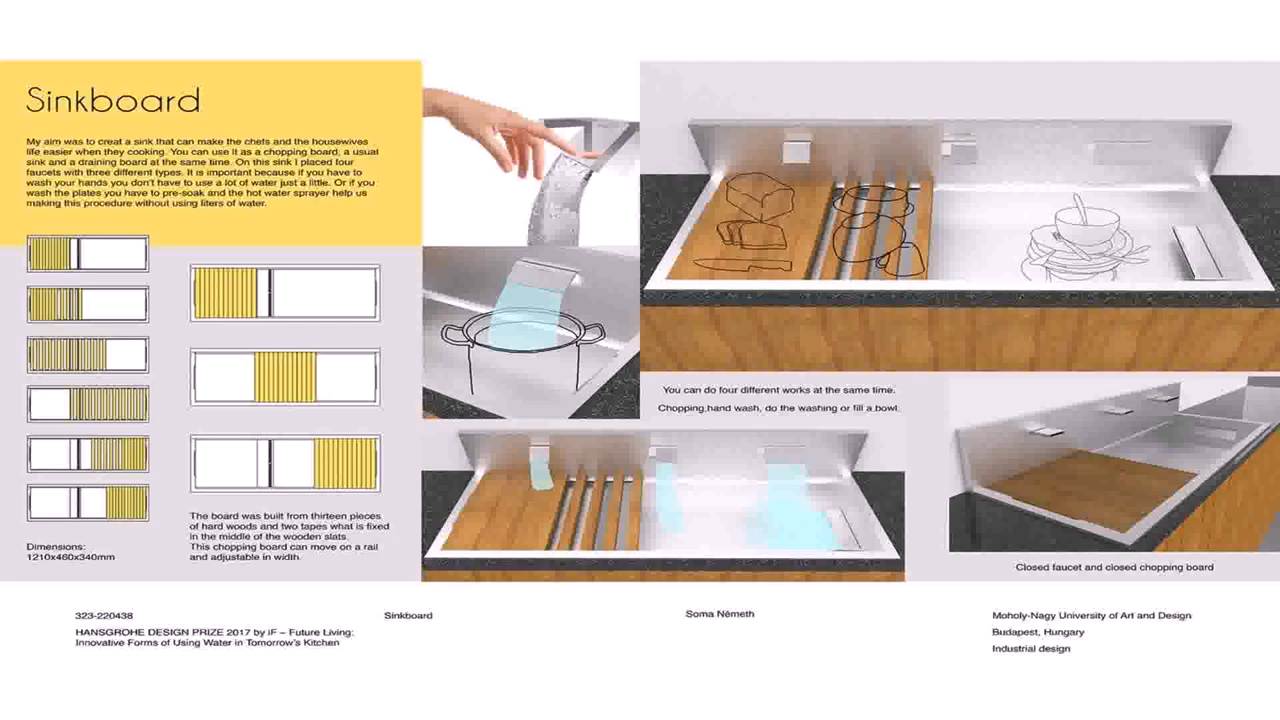 Sinkboard
My aim was to creat a sink that can make the chefs and the housewives
life easier when they cooking. You can use it as a chopping board, a usual
sink and a draining board at the same time. On this sink I placed four
faucets with three different types. It is important because if you have to
wash your hands you don't have to use a lot of water just a little. Or if you
wash the plates you have to pre-soak and the hot water sprayer help us
making this procedure without using liters of water.
Dimensions:
1210x460x340mm
The board was built from thirteen pieces
of hard woods and two tapes what is fixed
in the middle of the wooden slats.
This chopping board can move on a rail
and adjustable in width.
You can do four different works at the same time.
Chopping,hand wash, do the washing or fill a bowl.
Closed faucet and closed chopping board
323-220438
HANSGROHE DESIGN PRIZE 2017 by iF – Future Living:
Innovative Forms of Using Water in Tomorrow's Kitchen
Sinkboard
Soma Németh
Moholy-Nagy University of Art and Design
Budapest, Hungary
Industrial design